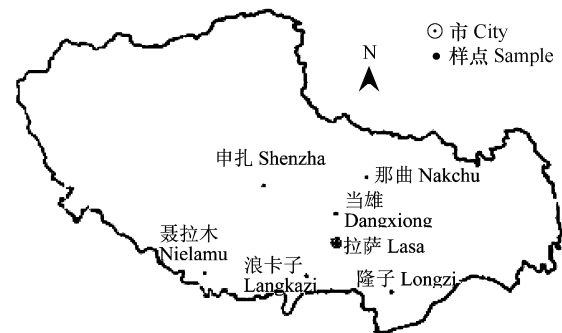 市 City
N
样点 Sample
申扎 Shenzha
那曲 Nakchu
当雄
Dangxiong
聂拉木
Nielamu
拉萨 Lasa
浪卡子
Langkazi
隆子 Longzi